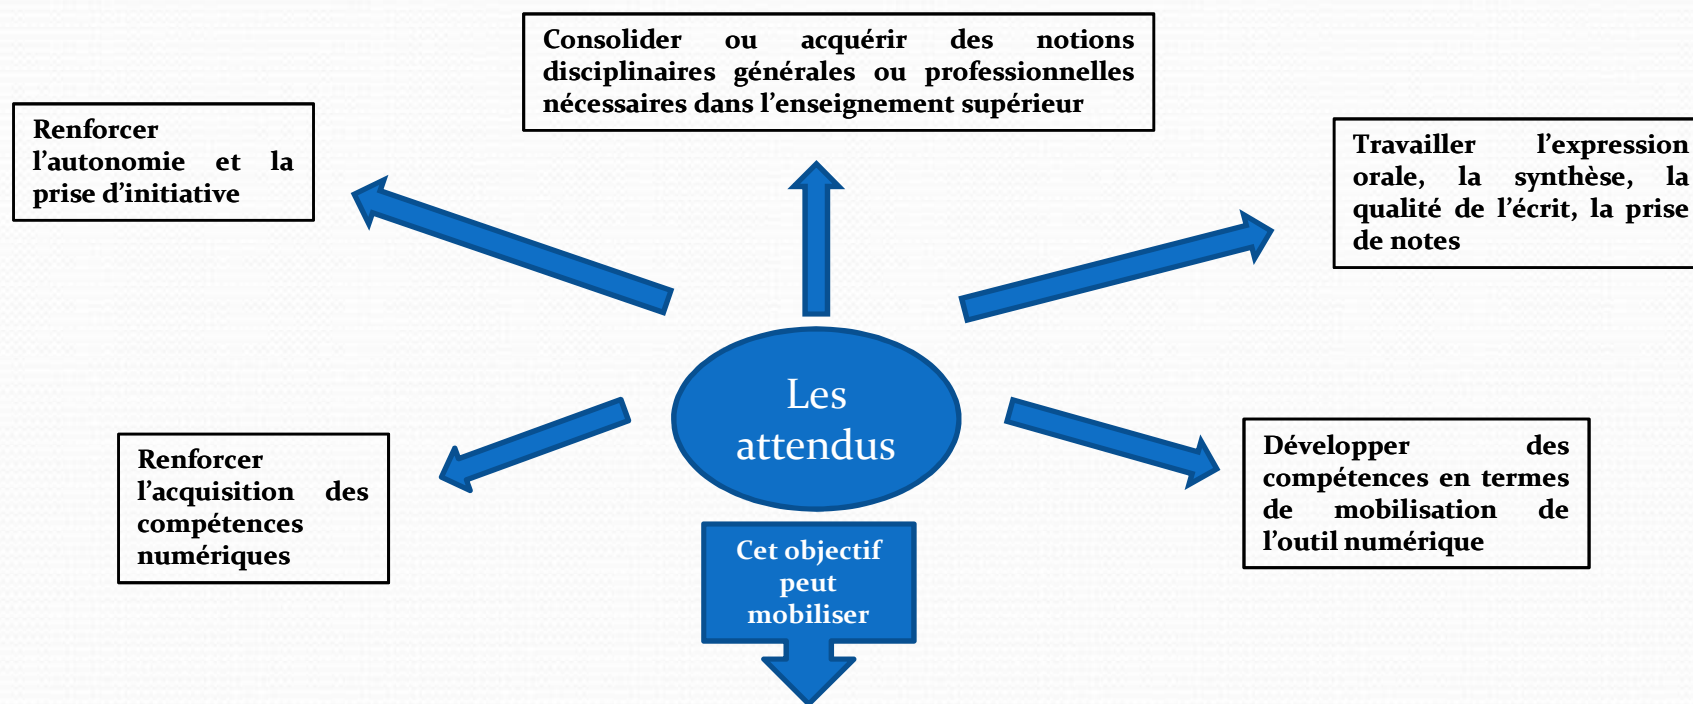 Consolider ou acquérir des notions
disciplinaires générales ou professionnelles
nécessaires dans l’enseignement supérieur
Renforcer
l’autonomie et la
prise d’initiative
Travailler l’expression
orale, la synthèse, la
qualité de l’écrit, la prise
de notes
Les
attendus
Renforcer
l’acquisition des
compétences
numériques
Développer des
compétences en termes
de mobilisation de
l’outil numérique
Cet objectif
peut
mobiliser